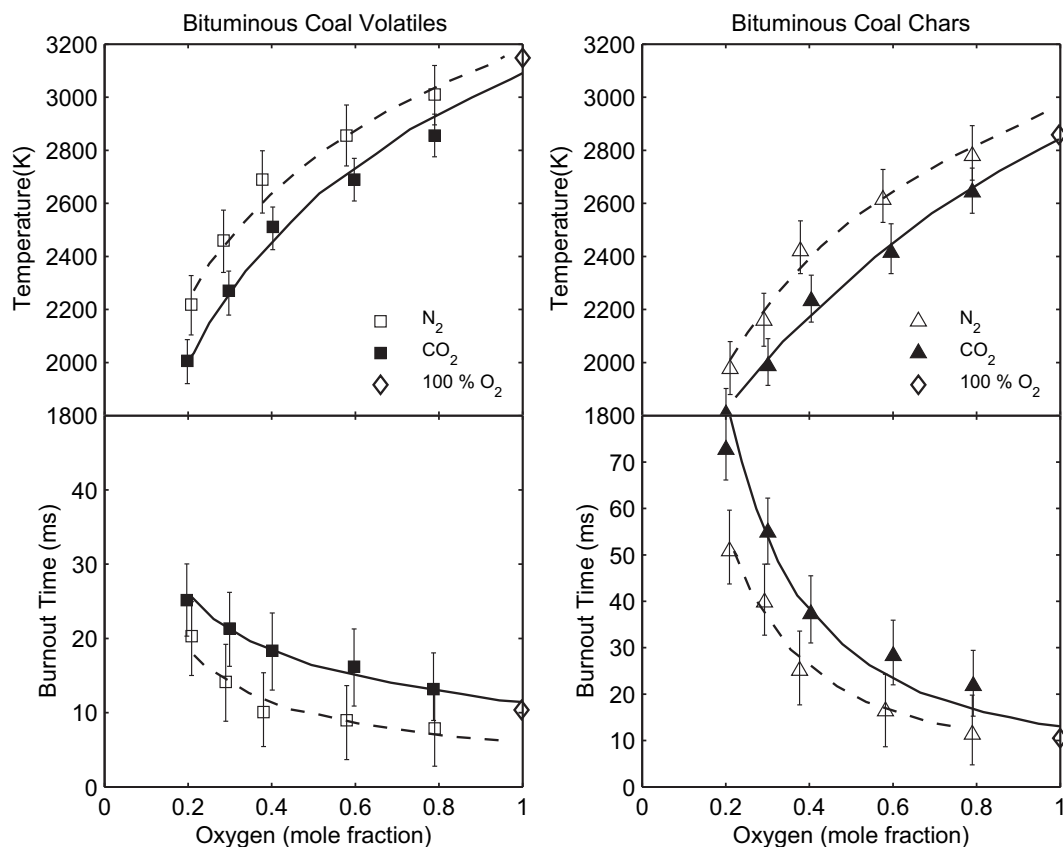 Bituminous Coal Volatiles
Bituminous Coal Chars
3200
3000
2800
2600
2400
2200
2000
1800
Temperature(K)
N2
CO2
100 % O2
3200
3000
2800
2600
2400
2200
2000
1800
Temperature(K)
N2
CO2
100 % O2
40
30
20
10
0
Burnout Time (ms)
0.2
0.4
0.6
0.8
1
Oxygen (mole fraction)
70
60
50
40
30
20
10
0
Burnout Time (ms)
0
0.2
0.4
0.6
0.8
1
Oxygen (mole fraction)